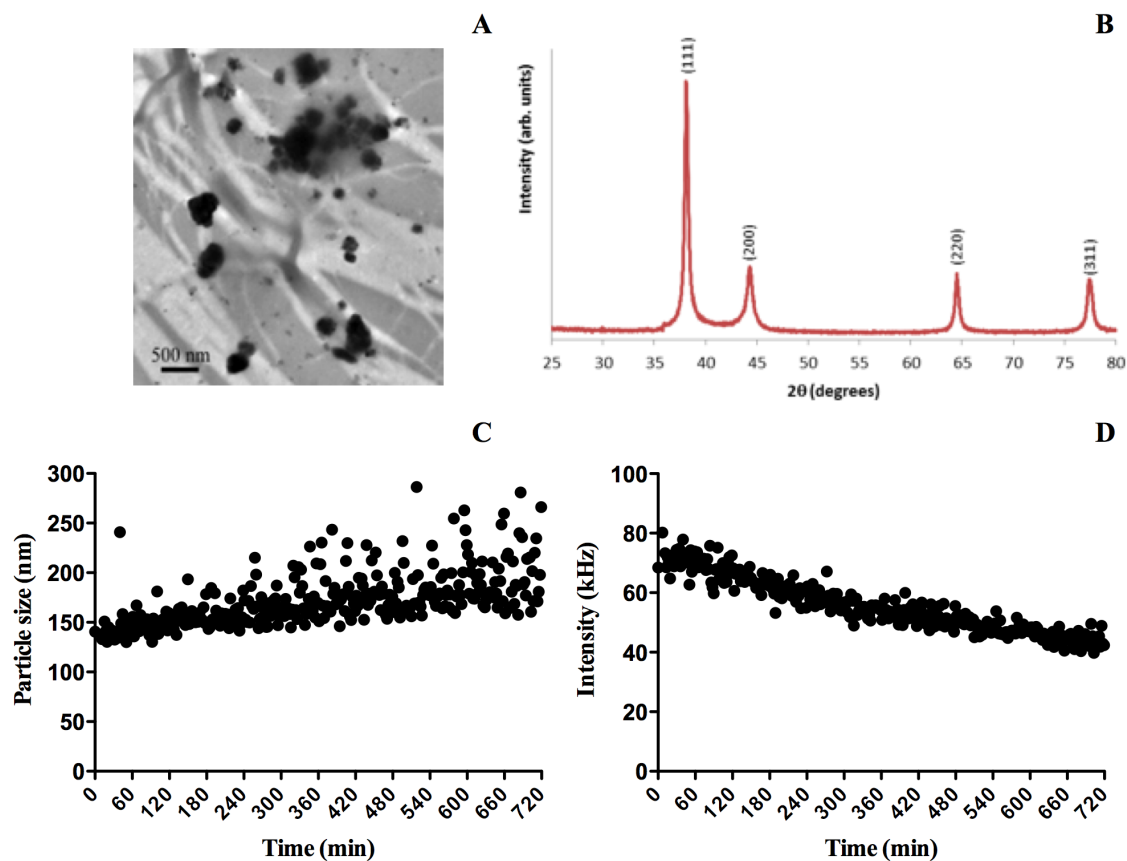 A
500 nm
B
Intensity (arb. units)
(111)
(200)
(220)
(311)
25 30 35 40 45 50 55 60 65 70 75 80
2θ (degrees)
C
Particle size (nm)
300
250
200
150
100
50
0
0 60 120 180 240 300 360 420 480 540 600 660 720
Time (min)
D
Intensity (kHz)
100
80
60
40
20
0
0 60 120 180 240 300 360 420 480 540 600 660 720
Time (min)